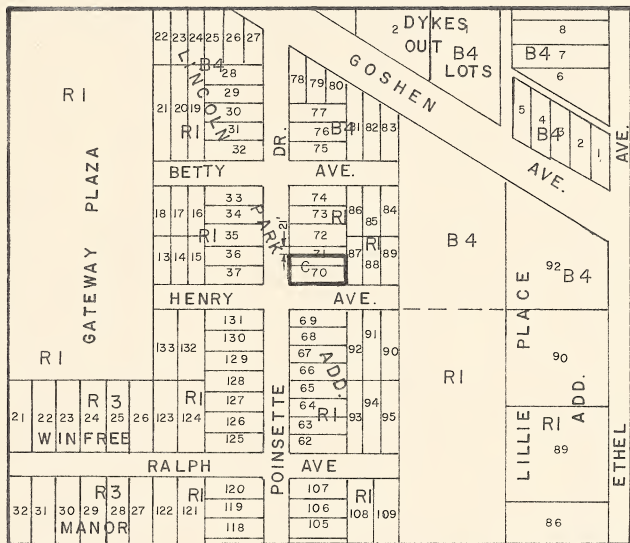 22 23 24 25 26 27
2 DYKES 1
OUT
B4
LOTS
8
B4 7
6
LINCOLN
B4
28
29
30
31
32
R1
21 20 19
R1
GOSHEN
AVE.
78 79 80
77
76
75
B4
81 82 83
5 4 3 2 1
B4
DR.
AVE.
GATEWAY PLAZA
BETTY AVE.
33
34
35
36
37
18 17 16
R1
13 14 15
PARK
21'
74
73
72
71
C 70
R1
86 85 84
R1
87 88 89
B4
92 B4
HENRY AVE.
R1
131
130
129
128
127
126
125
133 132
R1
69
68
67
66
65
64
63
62
ADD.
R1
92 91 90
93 94 95
R1
90
LILLIE PLACE ADD.
R1
89
R3
21 22 23 24 25 26 123 124
WINFREE
POINSETTE
ETHEL
RALPH AVE
R3
R1
32 31 30 29 28 27 122 121
MANOR
120
119
118
107
106
105
R1
108 109
86